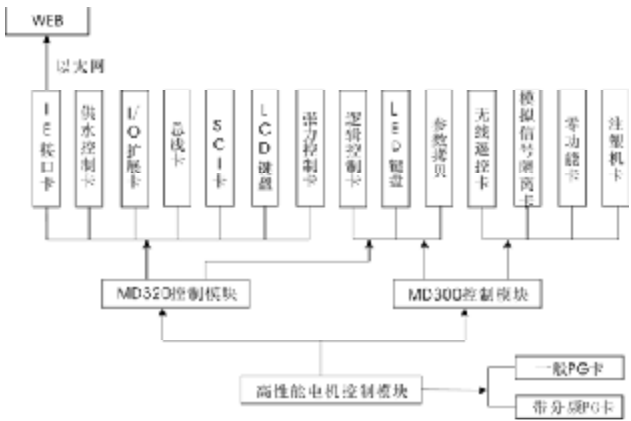 WEB
以太网
IE接口卡
供水控制卡
I/O扩展卡
总线卡
SCI卡
LCD键盘
张力控制卡
逻辑控制卡
LED键盘
参数拷贝
无线遥控卡
模拟信号隔离卡
零功能卡
注塑机卡
MD320控制模块
MD300控制模块
高性能电机控制模块
一般PG卡
带分频PG卡